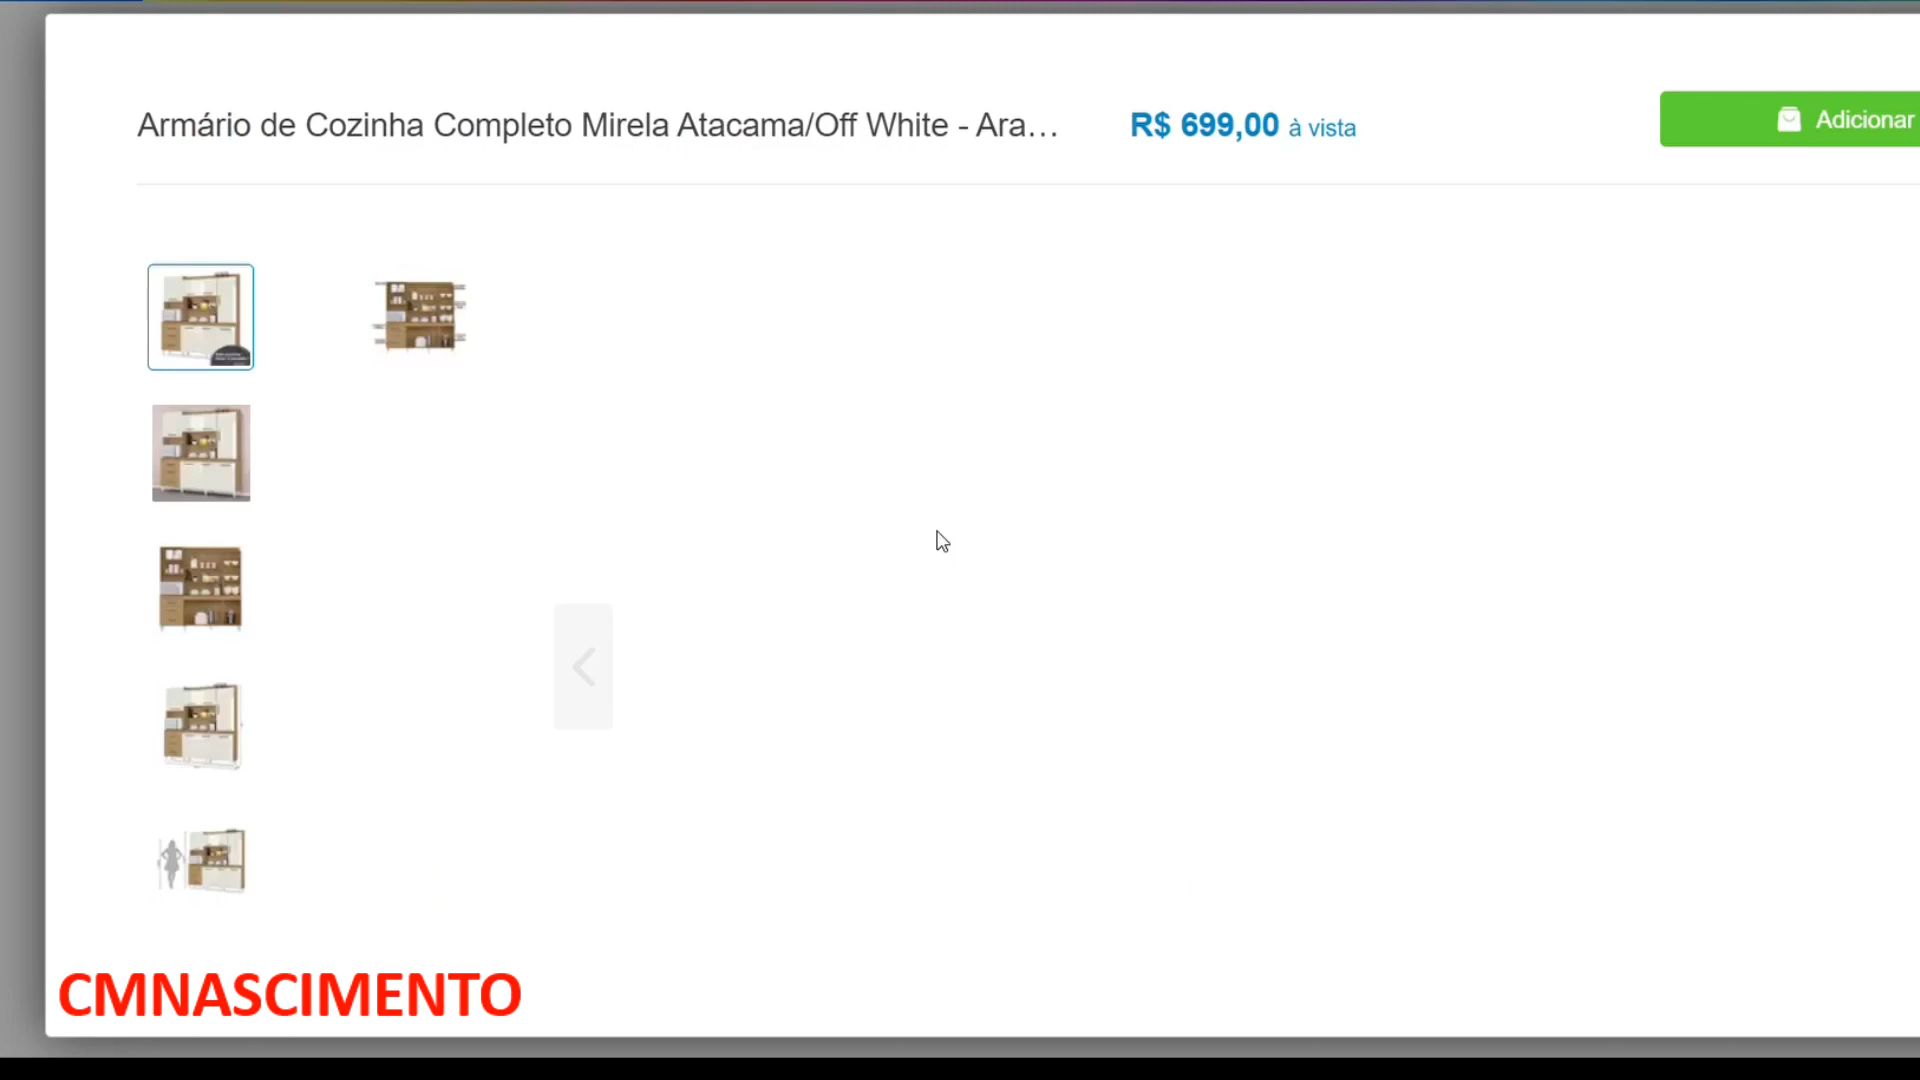 Armário de Cozinha Completo Mirela Atacama/Off White - Ara…
R$ 699,00 à vista
Adicionar
CMNASCIMENTO